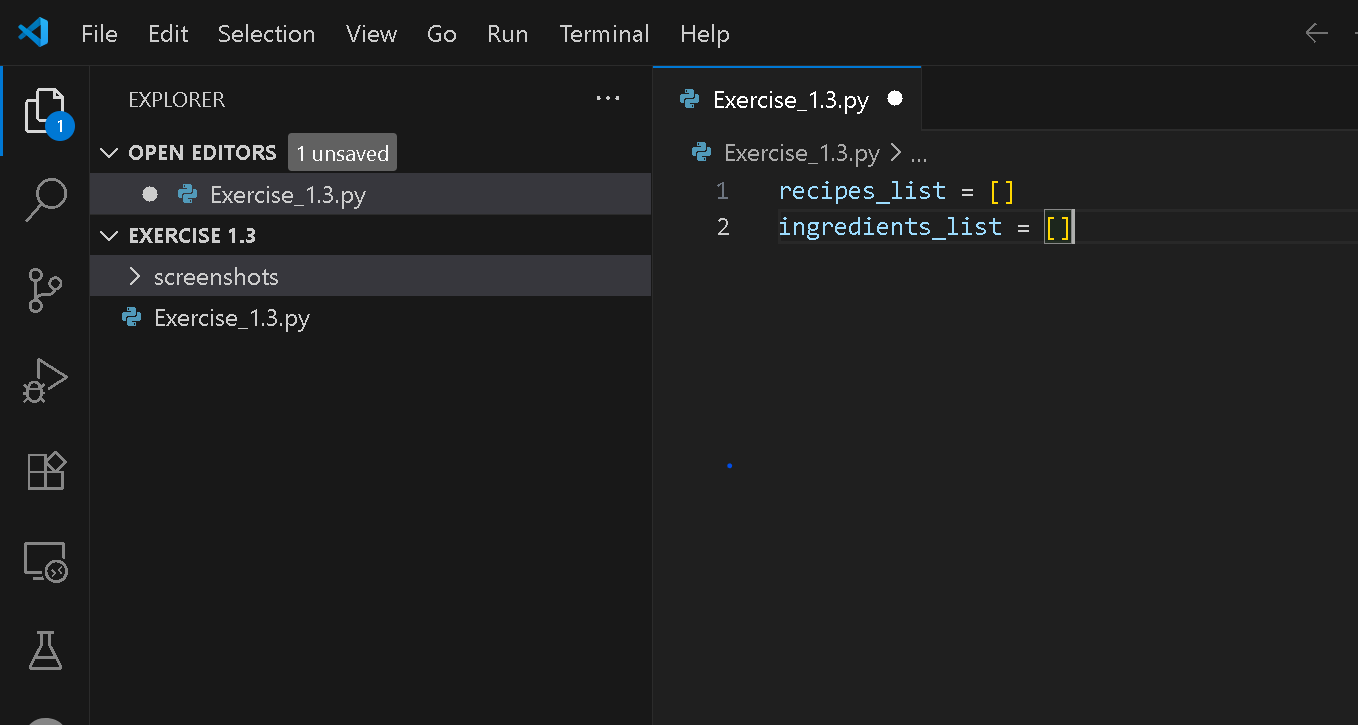 File Edit Selection View Go Run Terminal Help
EXPLORER ...
OPEN EDITORS 1 unsaved
Exercise_1.3.py
EXERCISE 1.3
screenshots
Exercise_1.3.py
1
Exercise_1.3.py
Exercise_1.3.py > ...
1 recipes_list = []
2 ingredients_list = []